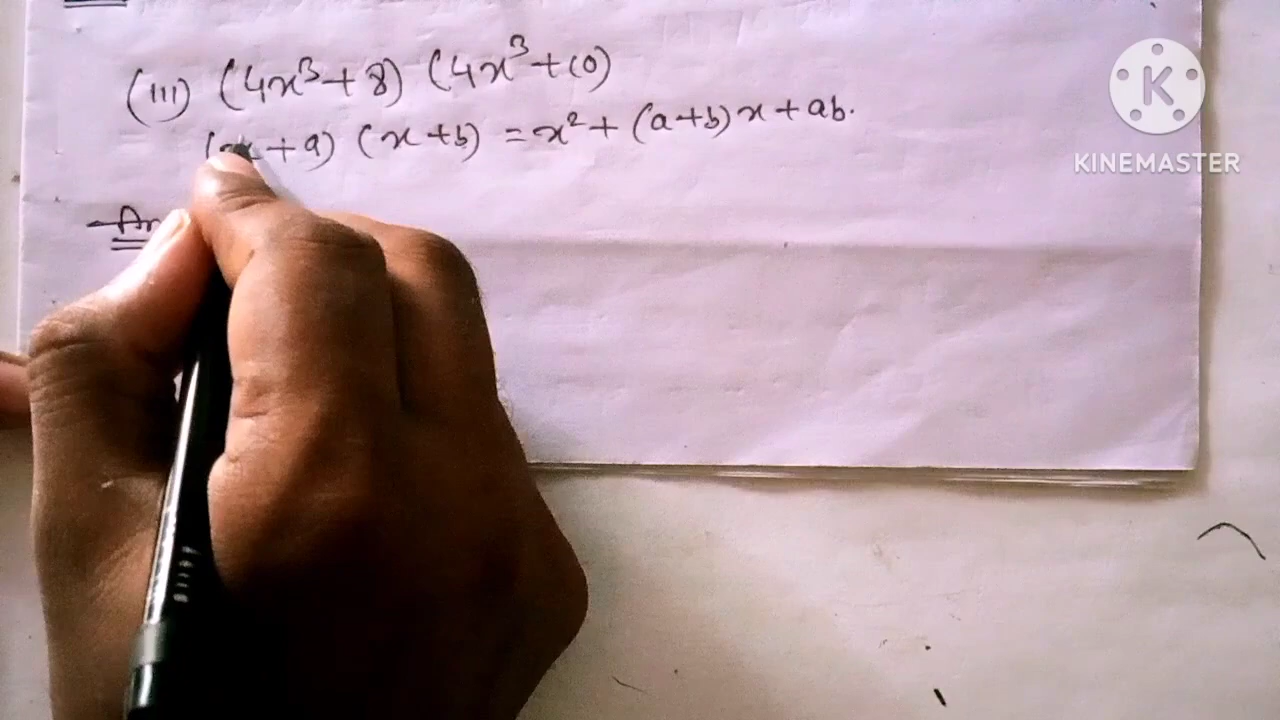 (III) (4x³+8) (4x³+10)
(x+a) (x+b) = x²+ (a+b)x + ab.
K
KINEMASTER